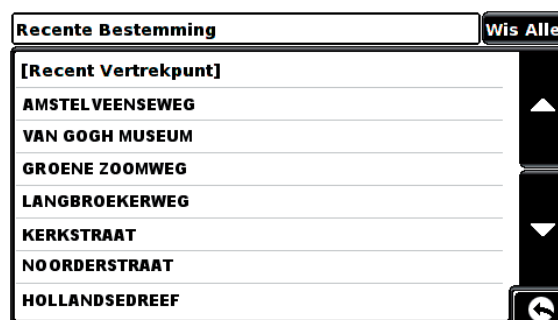 Recente Bestemming
Wis Alle
[Recent Vertrekpunt]
AMSTELVEENSEWEG
VAN GOGH MUSEUM
GROENE ZOOMWEG
LANGBROEKERWEG
KERKSTRAAT
NOORDERSTRAAT
HOLLANDSEDREEF